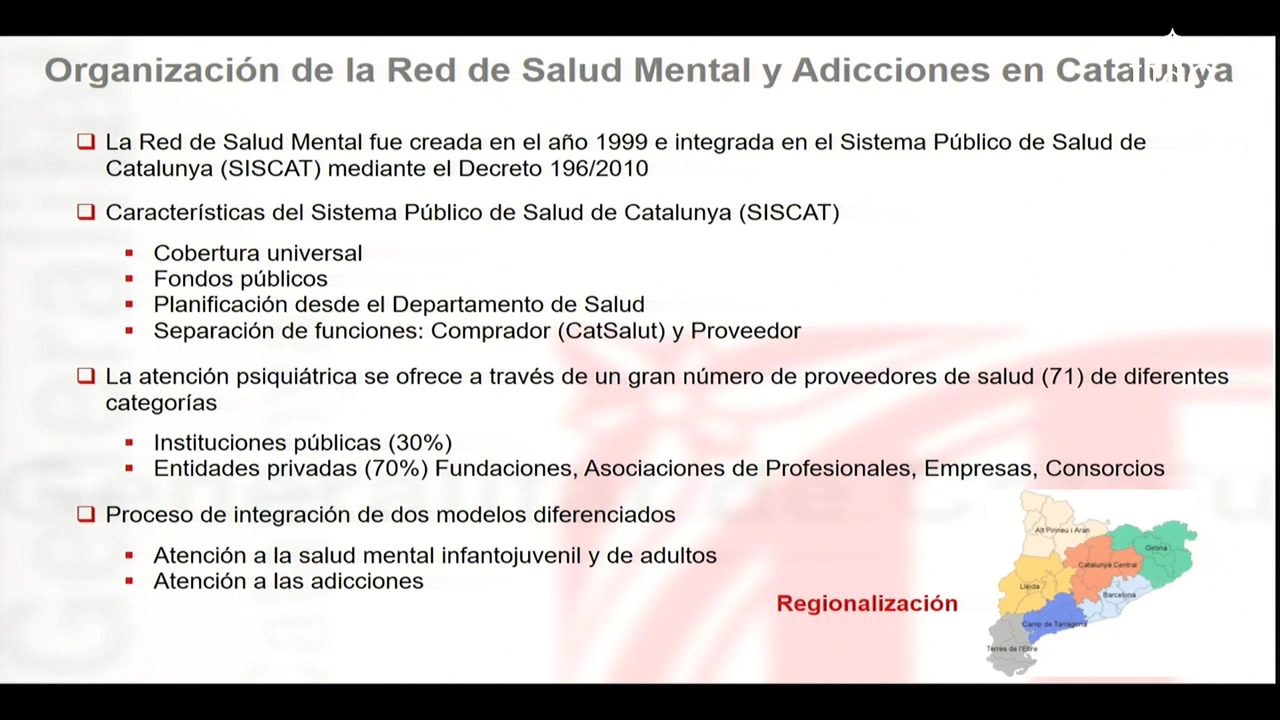 Organización de la Red de Salud Mental y Adicciones en Catalunya
La Red de Salud Mental fue creada en el año 1999 e integrada en el Sistema Público de Salud de
Catalunya (SISCAT) mediante el Decreto 196/2010
Características del Sistema Público de Salud de Catalunya (SISCAT)
Cobertura universal
Fondos públicos
Planificación desde el Departamento de Salud
Separación de funciones: Comprador (CatSalut) y Proveedor
La atención psiquiátrica se ofrece a través de un gran número de proveedores de salud (71) de diferentes
categorías
Instituciones públicas (30%)
Entidades privadas (70%) Fundaciones, Asociaciones de Profesionales, Empresas, Consorcios
Proceso de integración de dos modelos diferenciados
Atención a la salud mental infantojuvenil y de adultos
Atención a las adicciones
Regionalización
Alt Pirineu i Aran
Girona
Catalunya Central
Lleida
Barcelona
Camp de Tarragona
Terres de l'Ebre